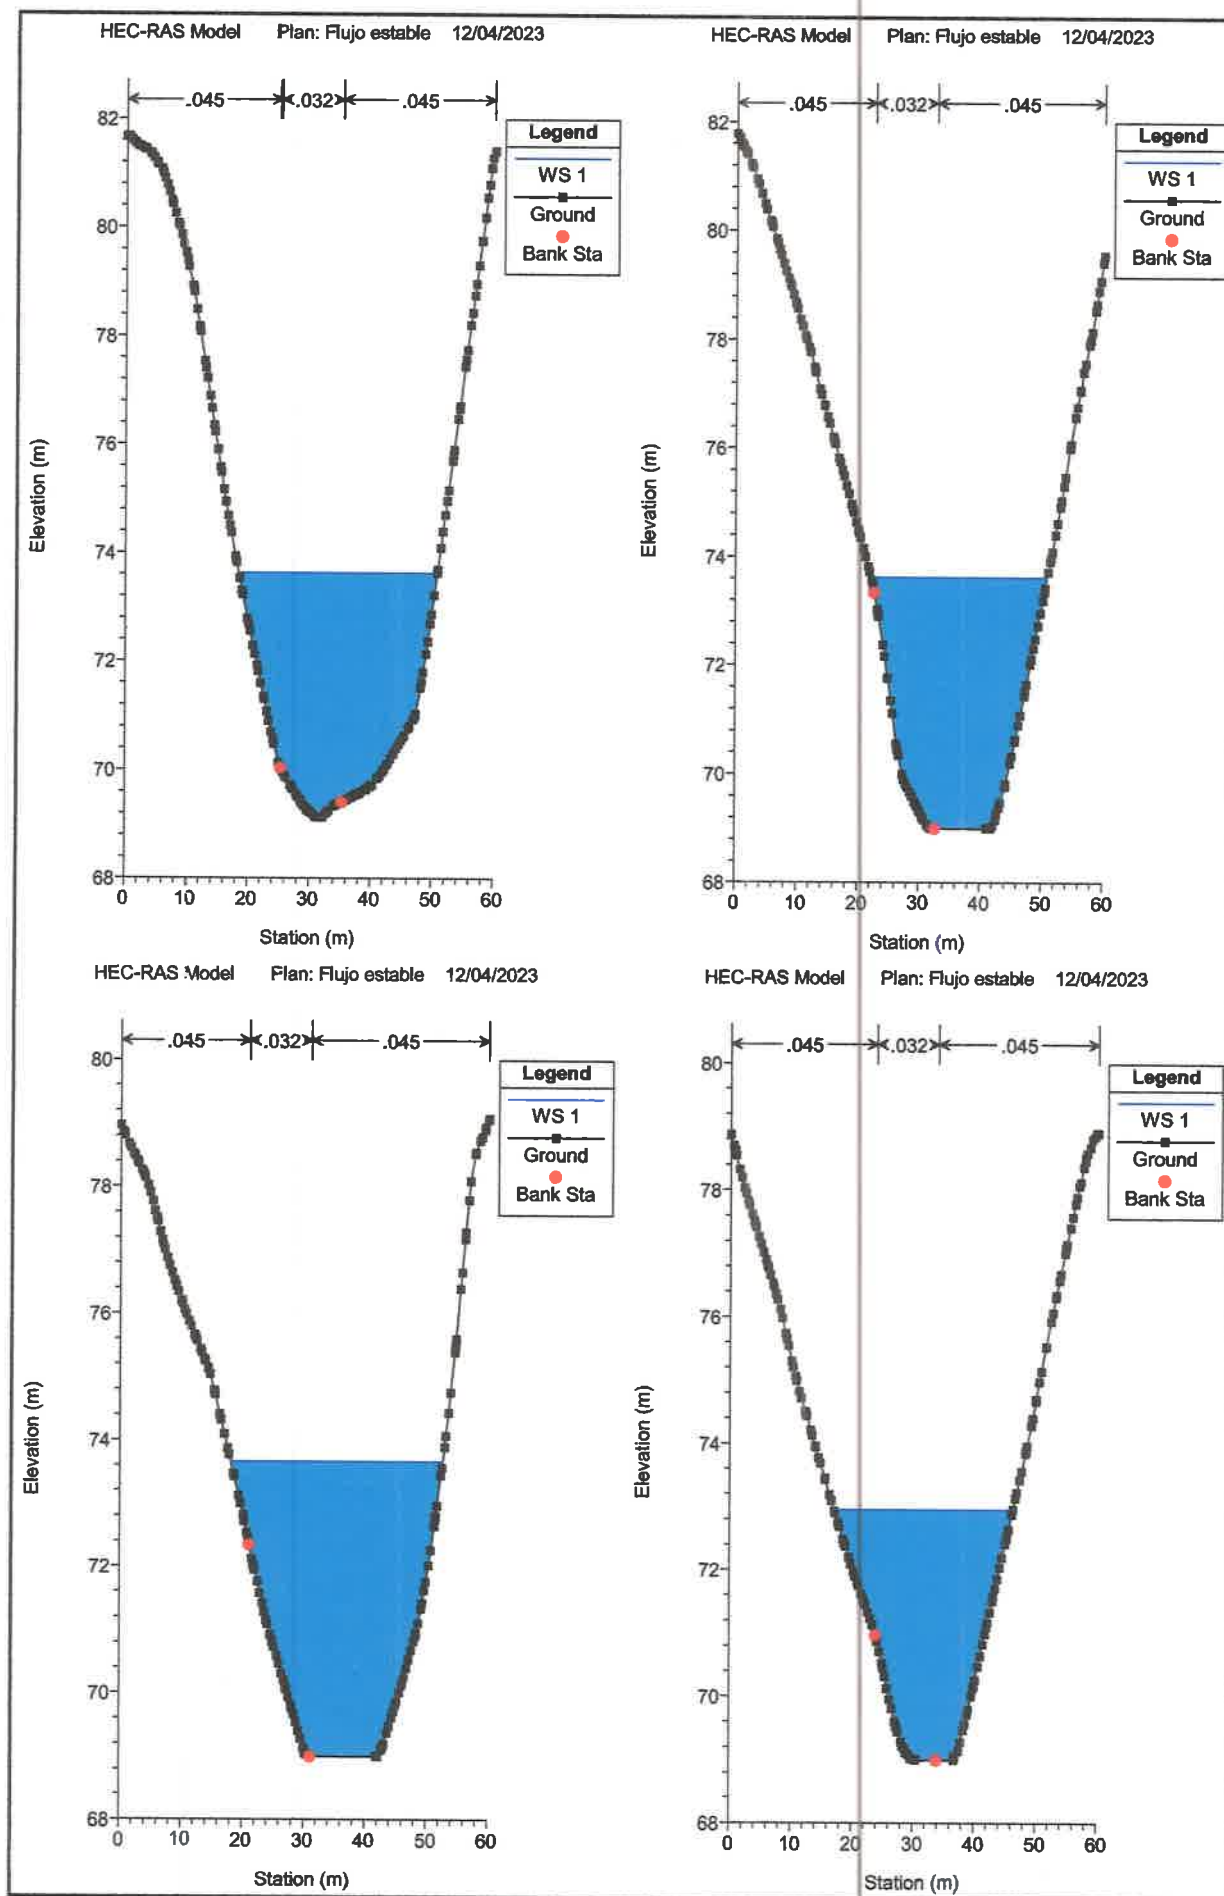 HEC-RAS Model Plan: Flujo estable 12/04/2023
.045 .032 .045
Legend
WS 1
Ground
Bank Sta
82
80
78
76
74
72
70
68
0 10 20 30 40 50 60
Elevation (m)
Station (m)
HEC-RAS Model Plan: Flujo estable 12/04/2023
.045 .032 .045
Legend
WS 1
Ground
Bank Sta
82
80
78
76
74
72
70
68
0 10 20 30 40 50 60
Elevation (m)
Station (m)
HEC-RAS Model Plan: Flujo estable 12/04/2023
.045 .032 .045
Legend
WS 1
Ground
Bank Sta
80
78
76
74
72
70
68
0 10 20 30 40 50 60
Elevation (m)
Station (m)
HEC-RAS Model Plan: Flujo estable 12/04/2023
.045 .032 .045
Legend
WS 1
Ground
Bank Sta
80
78
76
74
72
70
68
0 10 20 30 40 50 60
Elevation (m)
Station (m)